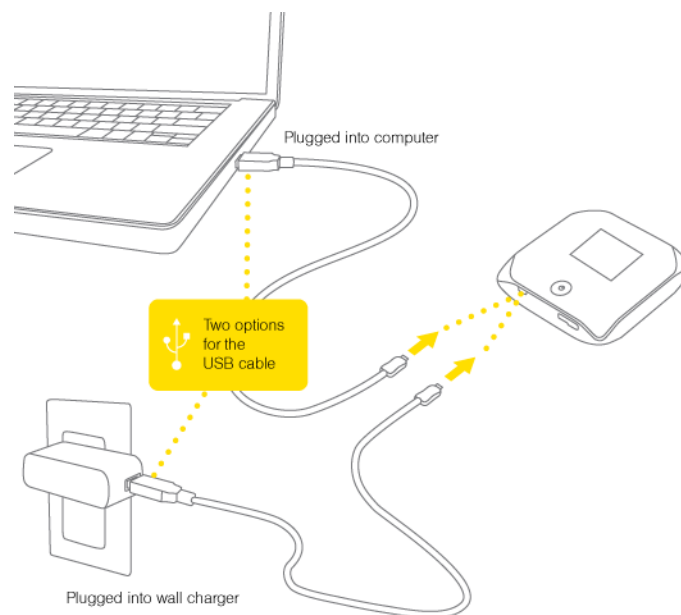 Plugged into computer
Two options
for the
USB cable
Plugged into wall charger